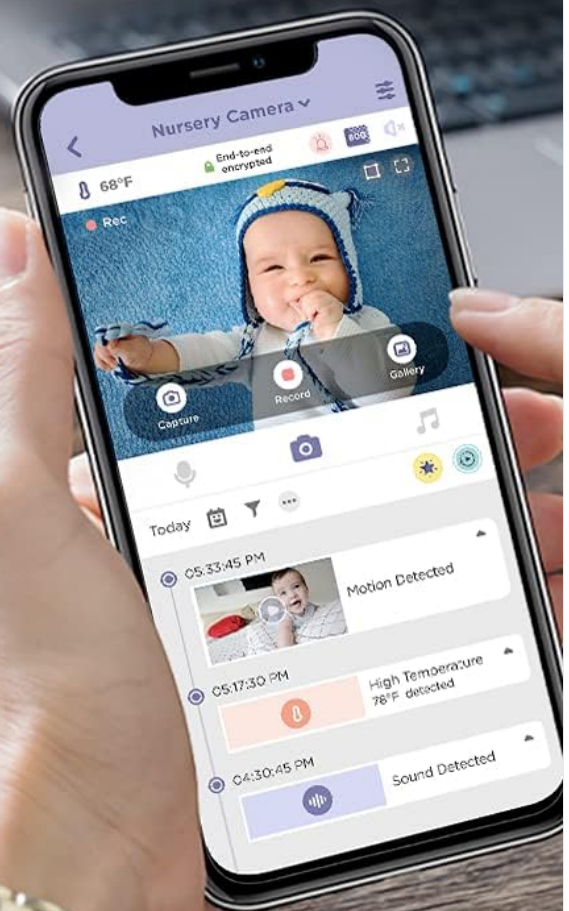 Nursery Camera
68°F
End-to-end
encrypted
Rec
Capture
Record
Gallery
Today
05:33:45 PM
Motion Detected
05:17:30 PM
High Temperature
78°F detected
04:30:45 PM
Sound Detected